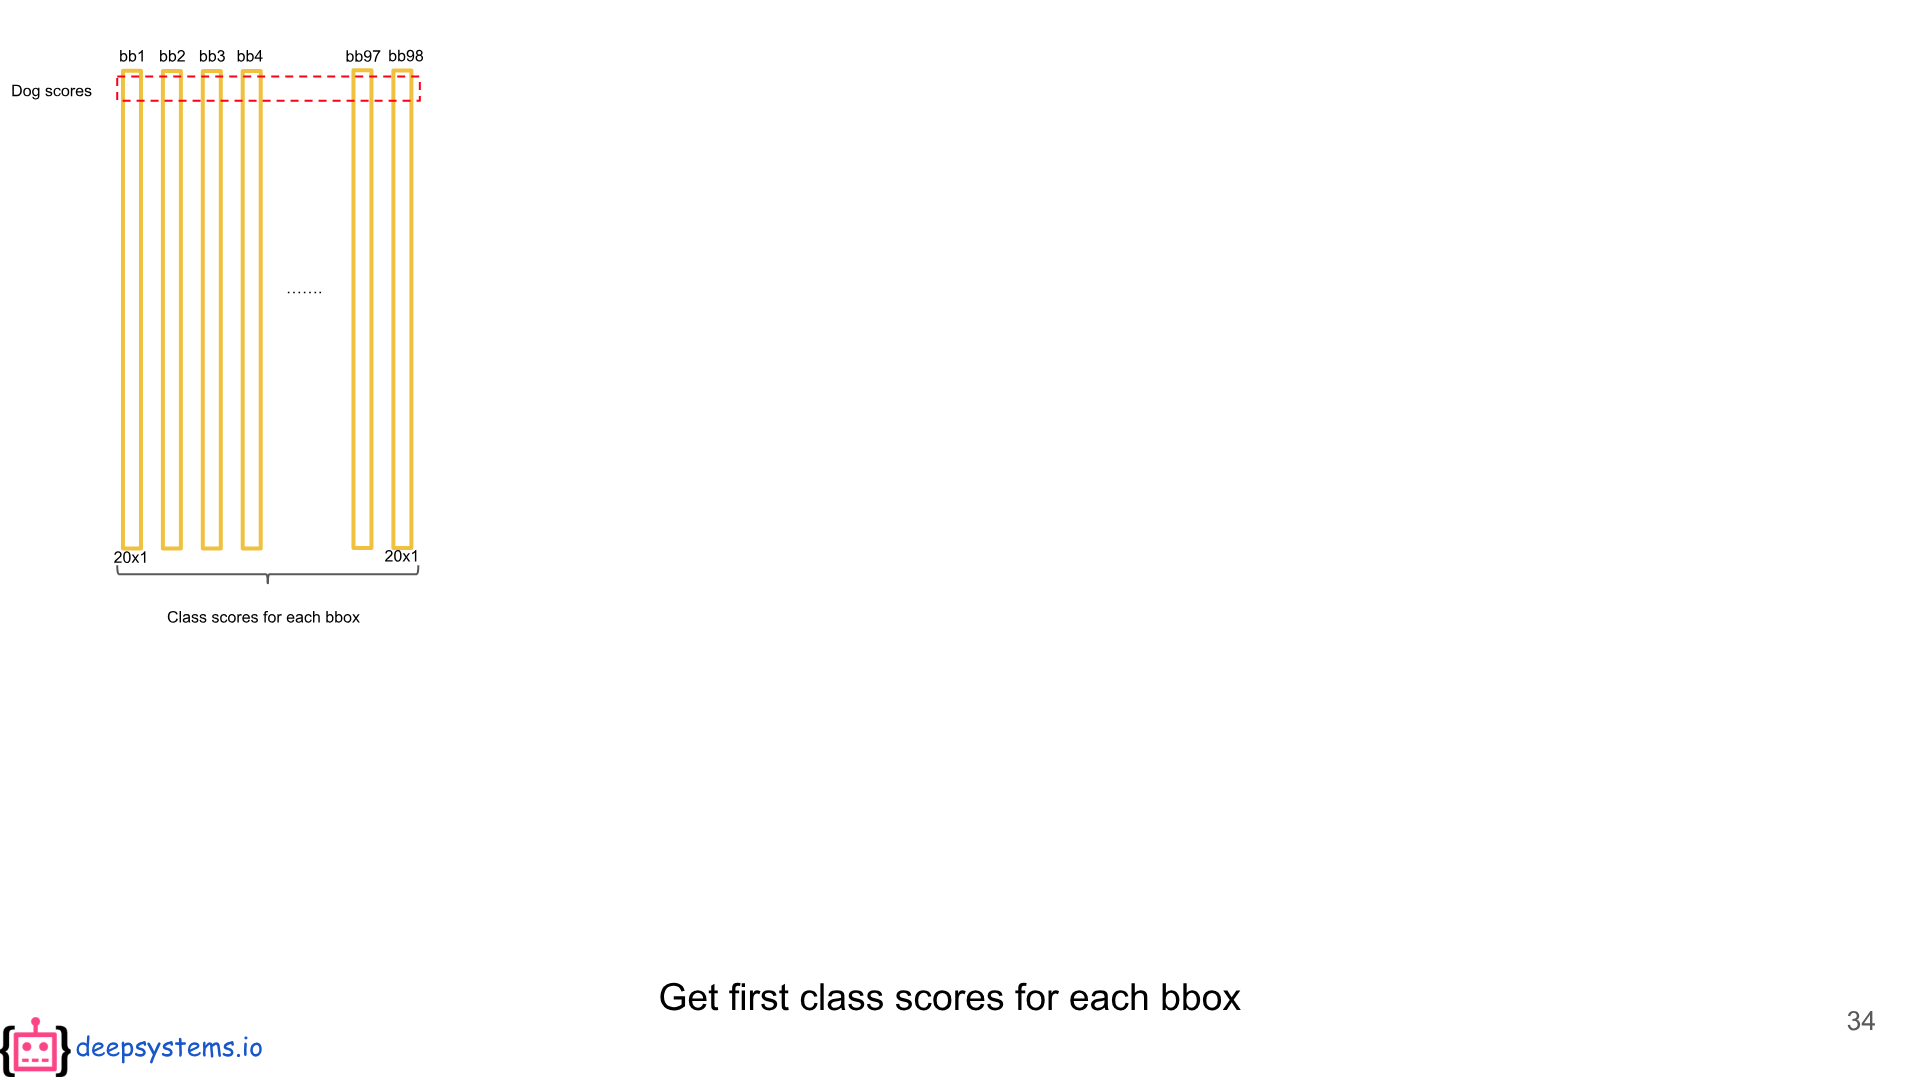 bb1 bb2 bb3 bb4 bb97 bb98
Dog scores
.......
20x1 20x1
Class scores for each bbox
Get first class scores for each bbox
34
{ } deepsystems.io